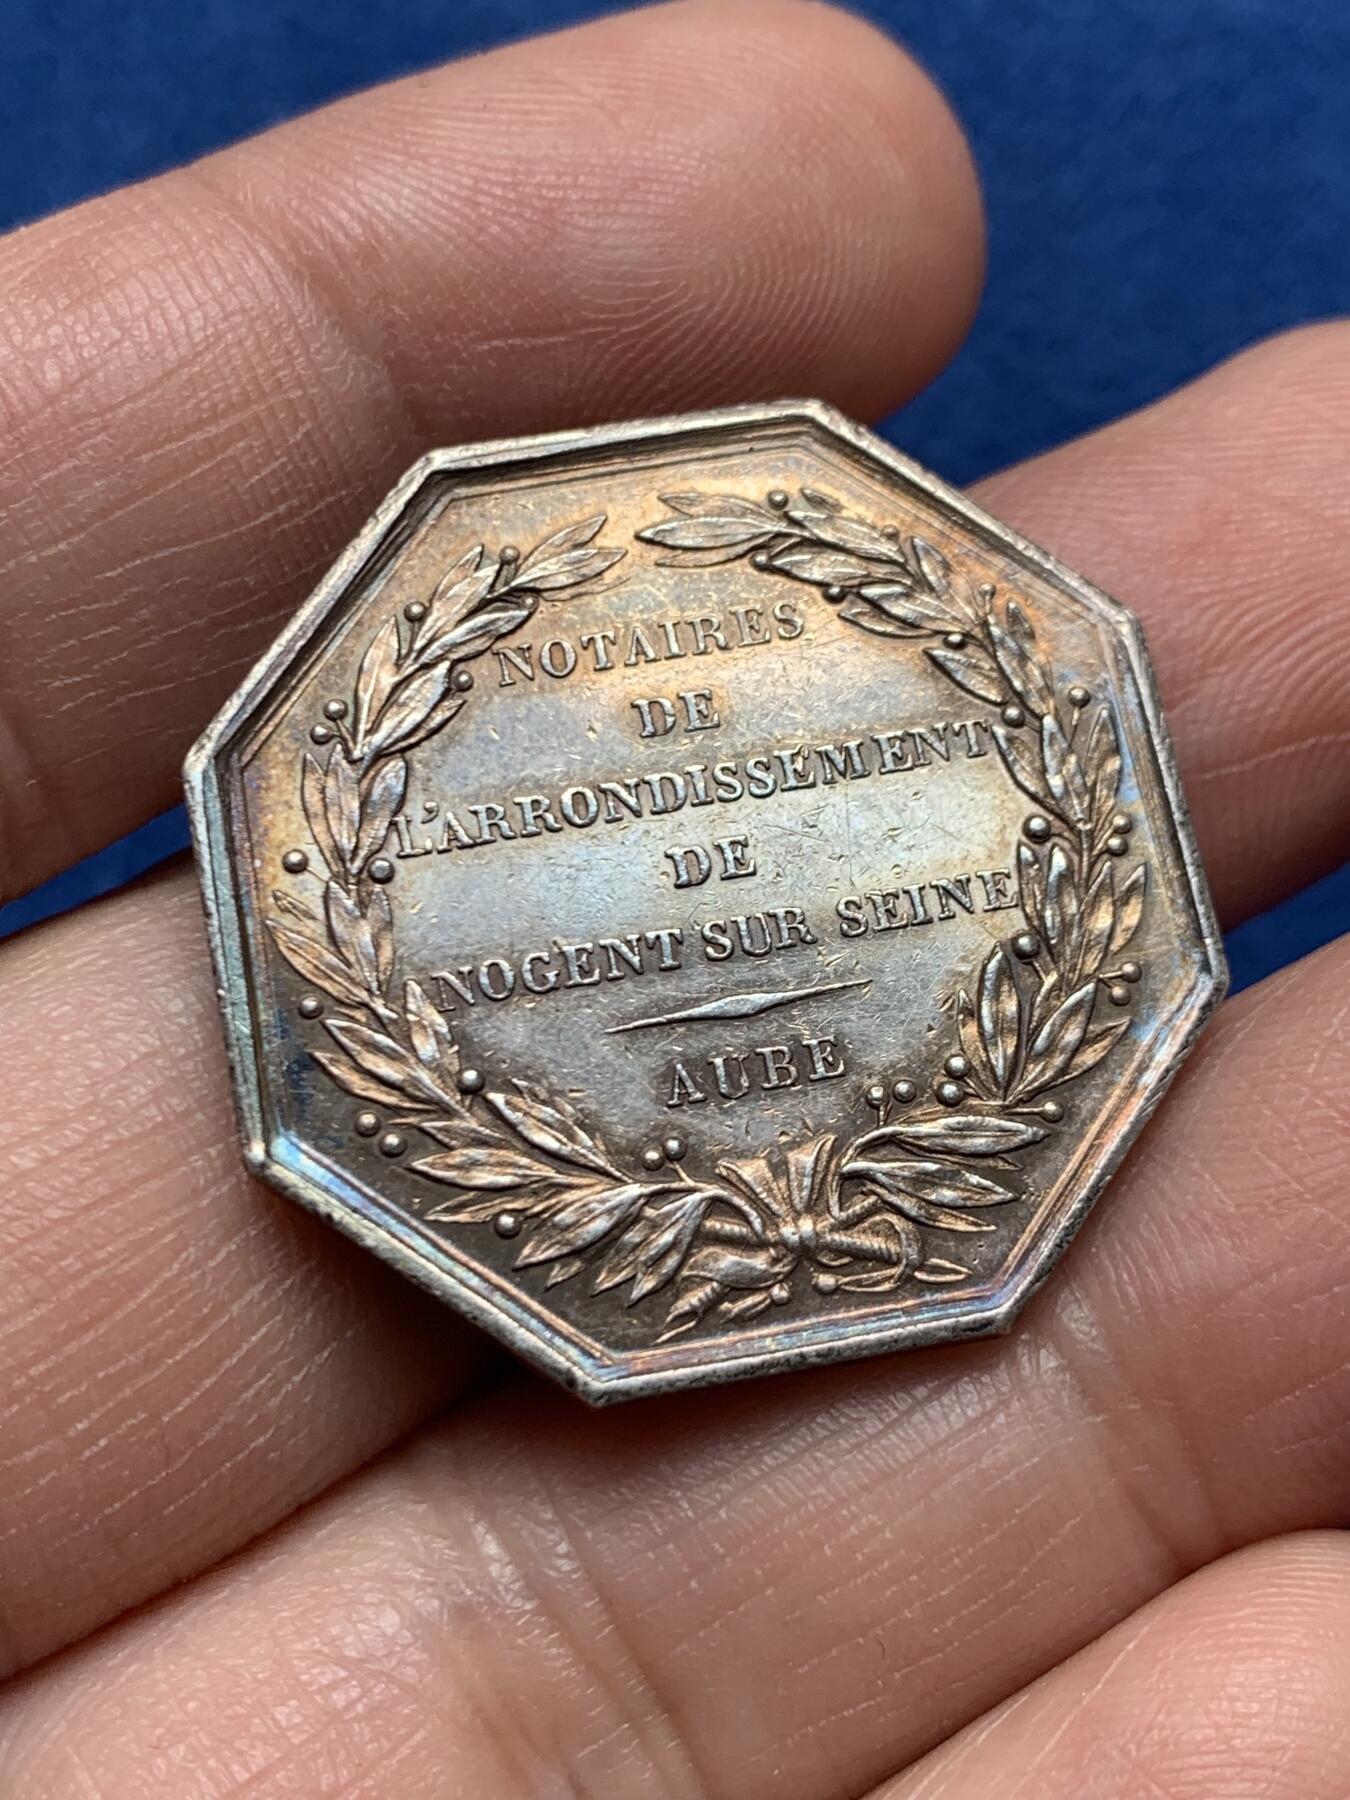 NOTAIRES
DE
L'ARRONDISSEMENT
DE
NOGENT SUR SEINE
AUBE